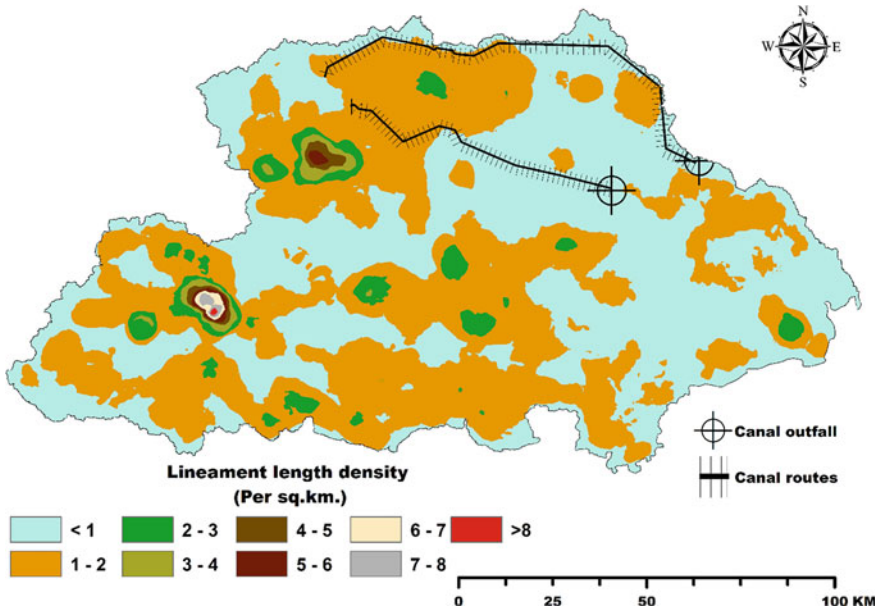 N
W E
S
Canal outfall
Canal routes
Lineament length density
(Per sq.km.)
< 1 2 - 3 4 - 5 6 - 7 >8
1 - 2 3 - 4 5 - 6 7 - 8
0 25 50 100 KM